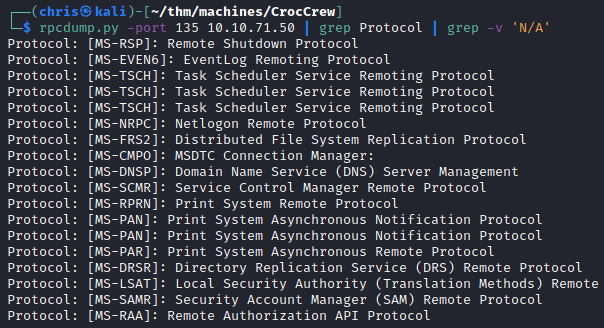 ┌──(chris㉿kali)-[~/thm/machines/CrocCrew]
└─$ rpcdump.py -port 135 10.10.71.50 | grep Protocol | grep -v 'N/A'
Protocol: [MS-RSP]: Remote Shutdown Protocol
Protocol: [MS-EVEN6]: EventLog Remoting Protocol
Protocol: [MS-TSCH]: Task Scheduler Service Remoting Protocol
Protocol: [MS-TSCH]: Task Scheduler Service Remoting Protocol
Protocol: [MS-TSCH]: Task Scheduler Service Remoting Protocol
Protocol: [MS-NRPC]: Netlogon Remote Protocol
Protocol: [MS-FRS2]: Distributed File System Replication Protocol
Protocol: [MS-CMPO]: MSDTC Connection Manager:
Protocol: [MS-DNSP]: Domain Name Service (DNS) Server Management
Protocol: [MS-SCMR]: Service Control Manager Remote Protocol
Protocol: [MS-RPRN]: Print System Remote Protocol
Protocol: [MS-PAN]: Print System Asynchronous Notification Protocol
Protocol: [MS-PAN]: Print System Asynchronous Notification Protocol
Protocol: [MS-PAR]: Print System Asynchronous Remote Protocol
Protocol: [MS-DRSR]: Directory Replication Service (DRS) Remote Protocol
Protocol: [MS-LSAT]: Local Security Authority (Translation Methods) Remote
Protocol: [MS-SAMR]: Security Account Manager (SAM) Remote Protocol
Protocol: [MS-RAA]: Remote Authorization API Protocol